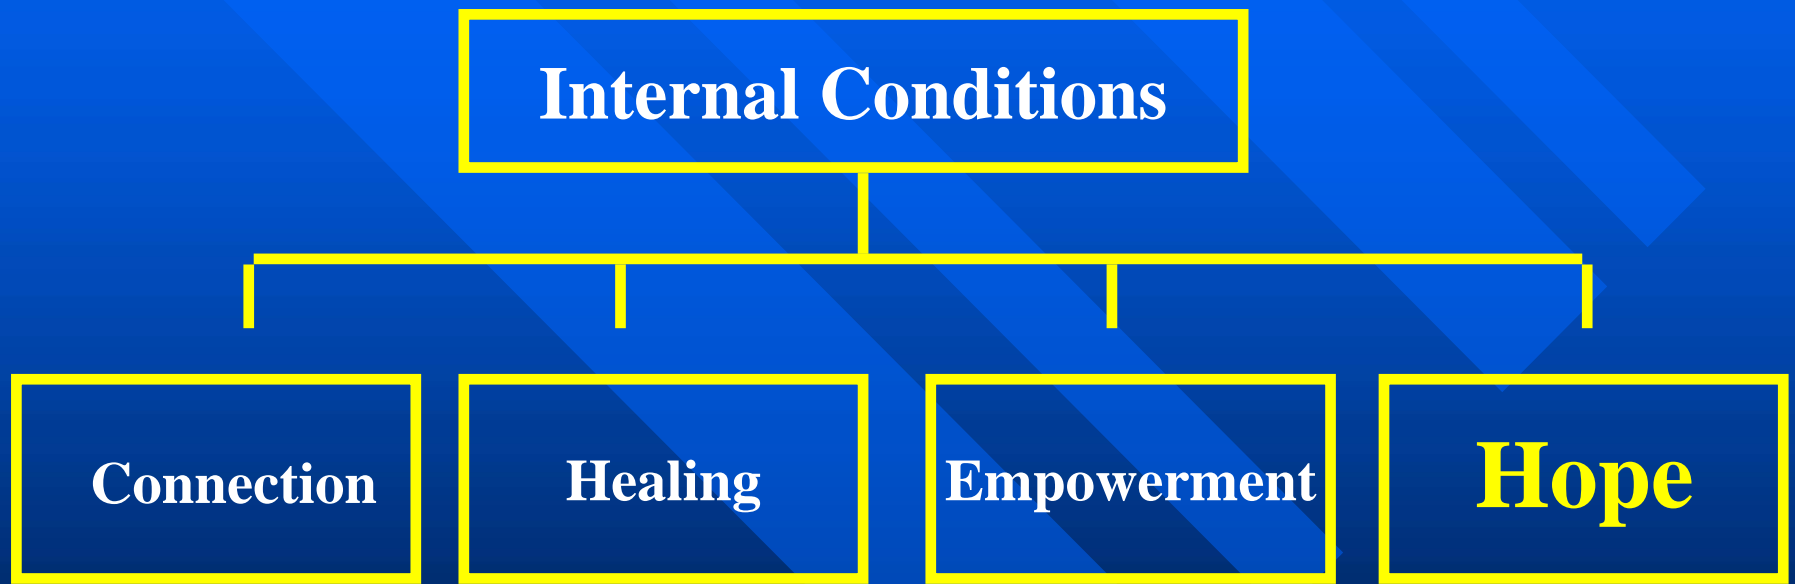 Internal Conditions
Connection
Healing
Empowerment
Hope